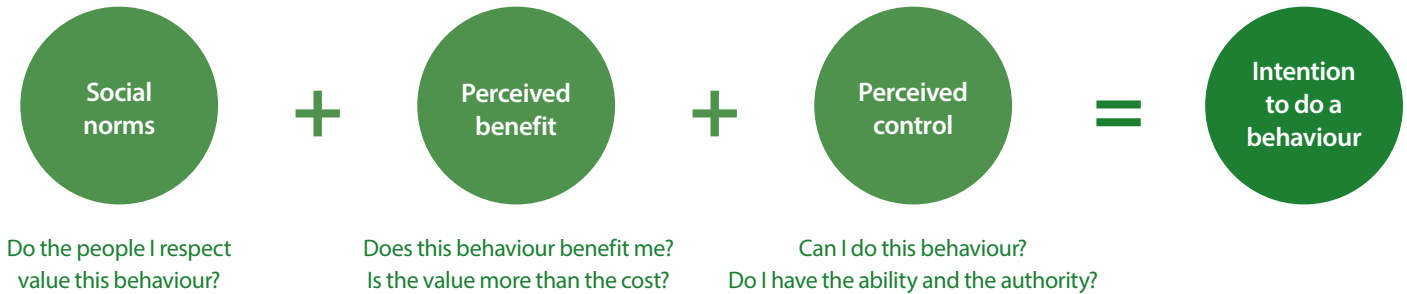 Social
norms
+
Perceived
benefit
+
Perceived
control
=
Intention
to do a
behaviour
Do the people I respect
value this behaviour?
Does this behaviour benefit me?
Is the value more than the cost?
Can I do this behaviour?
Do I have the ability and the authority?